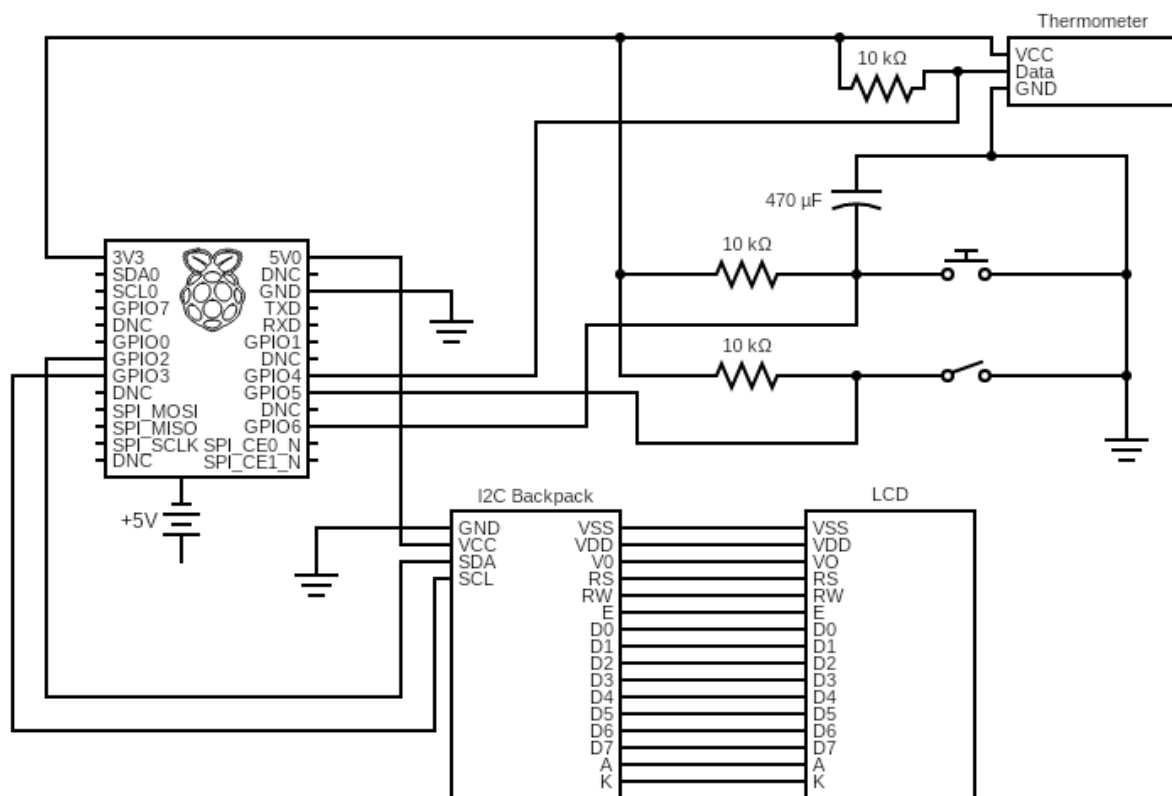 Thermometer
VCC
Data
GND
10 kΩ
470 µF
10 kΩ
10 kΩ
3V3
SDA0
SCL0
GPIO7
DNC
GPIO0
GPIO2
GPIO3
DNC
SPI_MOSI
SPI_MISO
SPI_SCLK
DNC
5V0
DNC
GND
TXD
RXD
GPIO1
DNC
GPIO4
GPIO5
DNC
GPIO6
SPI_CE0_N
SPI_CE1_N
+5V
I2C Backpack
GND
VCC
SDA
SCL
VSS
VDD
V0
RS
RW
E
D0
D1
D2
D3
D4
D5
D6
D7
A
K
LCD
VSS
VDD
VO
RS
RW
E
D0
D1
D2
D3
D4
D5
D6
D7
A
K